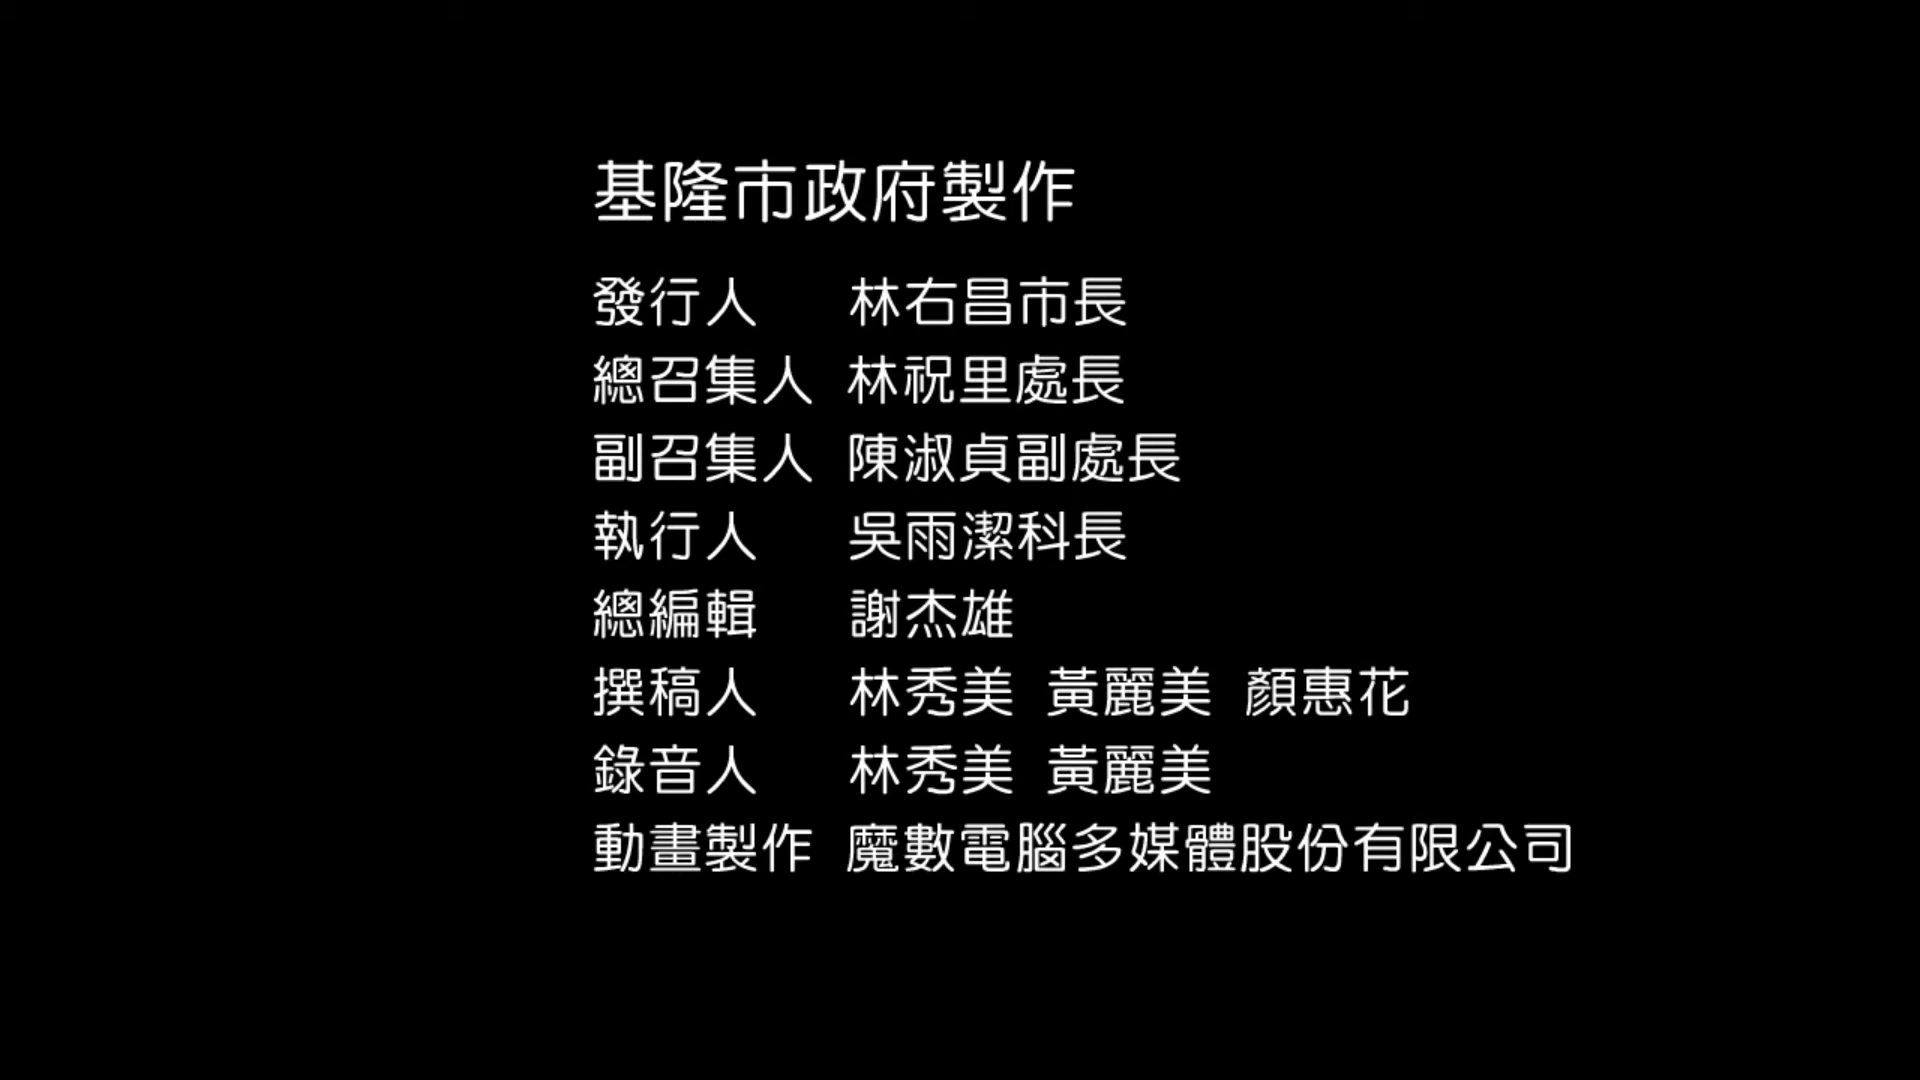 基隆市政府製作
發行人 林右昌市長
總召集人 林祝里處長
副召集人 陳淑貞副處長
執行人 吳雨潔科長
總編輯 謝杰雄
撰稿人 林秀美 黃麗美 顏惠花
錄音人 林秀美 黃麗美
動畫製作 魔數電腦多媒體股份有限公司